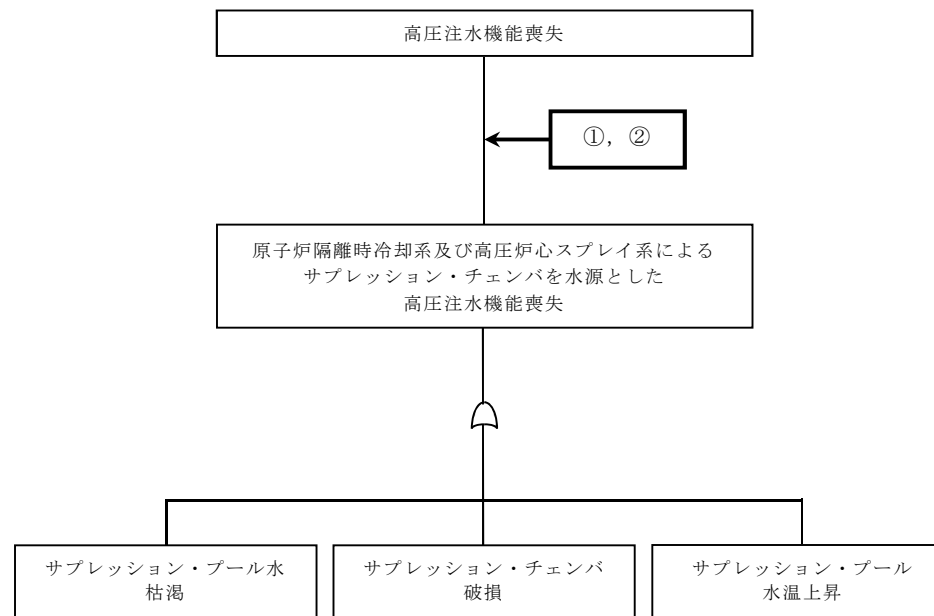 高圧注水機能喪失
①，②
原子炉隔離時冷却系及び高圧炉心スプレイ系による
サプレッション・チェンバを水源とした
高圧注水機能喪失
サプレッション・プール水
枯渇
サプレッション・チェンバ
破損
サプレッション・プール
水温上昇